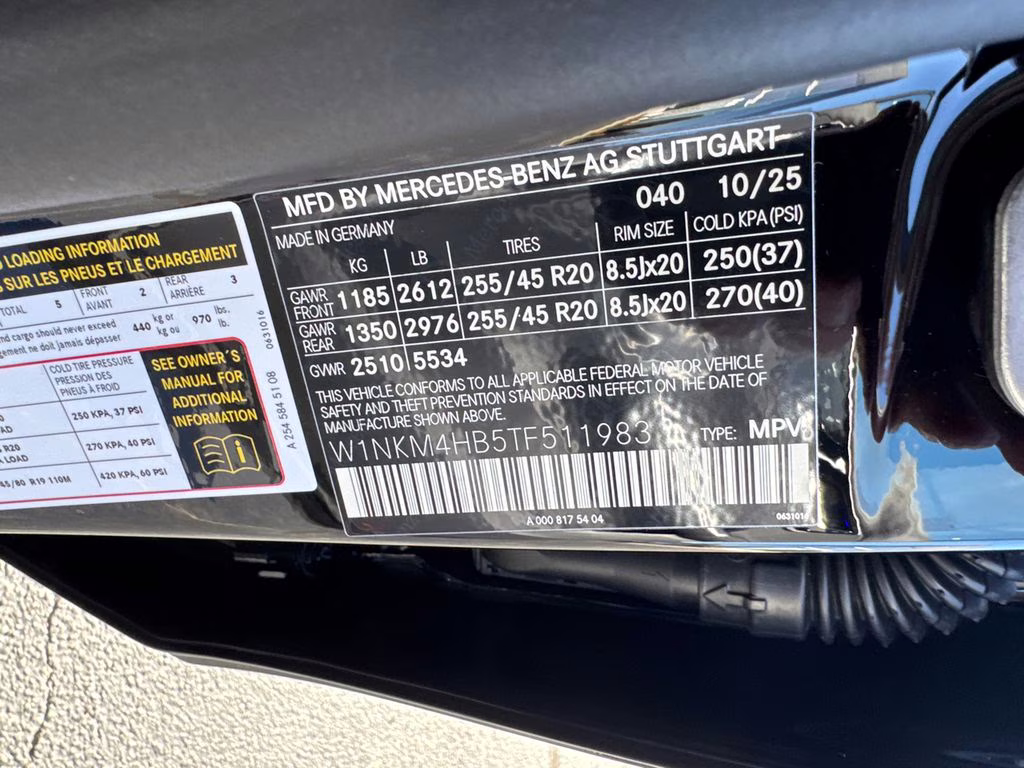 LOADING INFORMATION
SUR LES PNEUS ET LE CHARGEMENT
TOTAL 5 FRONT AVANT 2 REAR ARRIÈRE 3
nd cargo should never exceed 440 kg or 970 lbs.
gement ne doit jamais dépasser kg ou lb.
COLD TIRE PRESSURE
PRESSION DES
PNEUS À FROID
250 KPA, 37 PSI
R20 270 KPA, 40 PSI
LOAD
45/80 R19 110M 420 KPA, 60 PSI
SEE OWNER'S
MANUAL FOR
ADDITIONAL
INFORMATION
0631016
A 254 584 51 08
MFD BY MERCEDES-BENZ AG STUTTGART
MADE IN GERMANY 040 10/25
KG LB TIRES RIM SIZE COLD KPA (PSI)
GAWR FRONT 1185 2612 255/45 R20 8.5Jx20 250(37)
GAWR REAR 1350 2976 255/45 R20 8.5Jx20 270(40)
GVWR 2510 5534
THIS VEHICLE CONFORMS TO ALL APPLICABLE FEDERAL MOTOR VEHICLE
SAFETY AND THEFT PREVENTION STANDARDS IN EFFECT ON THE DATE OF
MANUFACTURE SHOWN ABOVE.
W1NKM4HB5TF511983 TYPE: MPV
A 000 817 54 04 0631016